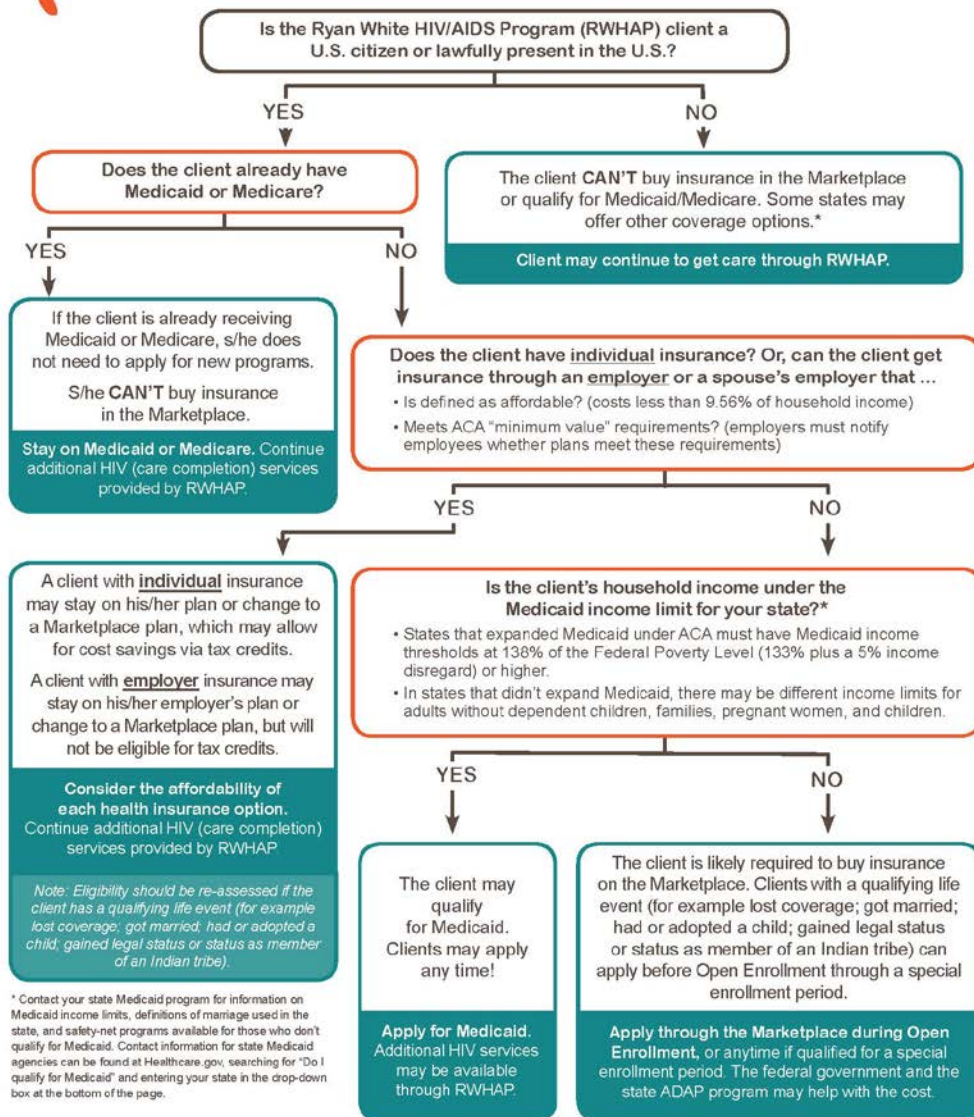 Is the Ryan White HIV/AIDS Program (RWHAP) client a
U.S. citizen or lawfully present in the U.S.?
YES
NO
Does the client already have
Medicaid or Medicare?
The client CAN'T buy insurance in the Marketplace
or qualify for Medicaid/Medicare. Some states may
offer other coverage options.*
Client may continue to get care through RWHAP.
YES
NO
If the client is already receiving
Medicaid or Medicare, s/he does
not need to apply for new programs.
S/he CAN'T buy insurance
in the Marketplace.
Stay on Medicaid or Medicare. Continue
additional HIV (care completion) services
provided by RWHAP.
Does the client have individual insurance? Or, can the client get
insurance through an employer or a spouse's employer that ...
• Is defined as affordable? (costs less than 9.56% of household income)
• Meets ACA "minimum value" requirements? (employers must notify
employees whether plans meet these requirements)
YES
NO
A client with individual insurance
may stay on his/her plan or change to
a Marketplace plan, which may allow
for cost savings via tax credits.
A client with employer insurance may
stay on his/her employer's plan or
change to a Marketplace plan, but will
not be eligible for tax credits.
Consider the affordability of
each health insurance option.
Continue additional HIV (care completion)
services provided by RWHAP
Note: Eligibility should be re-assessed if the
client has a qualifying life event (for example
lost coverage; got married; had or adopted a
child; gained legal status or status as member
of an Indian tribe).
Is the client's household income under the
Medicaid income limit for your state?*
• States that expanded Medicaid under ACA must have Medicaid income
thresholds at 138% of the Federal Poverty Level (133% plus a 5% income
disregard) or higher.
• In states that didn't expand Medicaid, there may be different income limits for
adults without dependent children, families, pregnant women, and children.
YES
NO
The client may
qualify
for Medicaid.
Clients may apply
any time!
Apply for Medicaid.
Additional HIV services
may be available
through RWHAP.
The client is likely required to buy insurance
on the Marketplace. Clients with a qualifying life
event (for example lost coverage; got married;
had or adopted a child; gained legal status
or status as member of an Indian tribe) can
apply before Open Enrollment through a special
enrollment period.
Apply through the Marketplace during Open
Enrollment, or anytime if qualified for a special
enrollment period. The federal government and the
state ADAP program may help with the cost.
* Contact your state Medicaid program for information on
Medicaid income limits, definitions of marriage used in the
state, and safety-net programs available for those who don't
qualify for Medicaid. Contact information for state Medicaid
agencies can be found at Healthcare.gov, searching for "Do I
qualify for Medicaid" and entering your state in the drop-down
box at the bottom of the page.